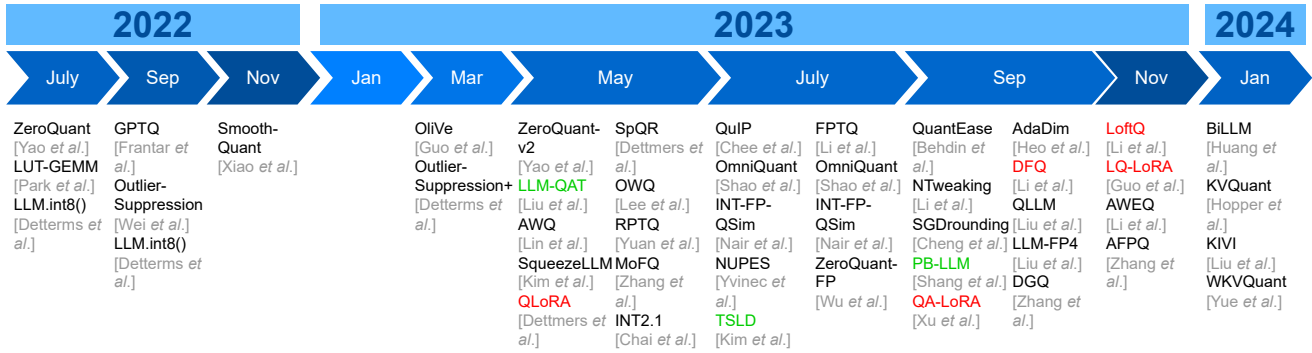 2022
2023
2024
July
Sep
Nov
Jan
Mar
May
July
Sep
Nov
Jan
ZeroQuant
[Yao et al.]
LUT-GEMM
[Park et al.]
LLM.int8()
[Detterms et
al.]
GPTQ
[Frantar et
al.]
Outlier-
Suppression
[Wei et al.]
LLM.int8()
[Detterms et
al.]
Smooth-
Quant
[Xiao et al.]
OliVe
[Guo et al.]
Outlier-
Suppression+
[Detterms et
al.]
ZeroQuant-
v2
[Yao et al.]
LLM-QAT
[Liu et al.]
AWQ
[Lin et al.]
SqueezeLLM
[Kim et al.]
QLoRA
[Dettmers et
al.]
SpQR
[Dettmers et
al.]
OWQ
[Lee et al.]
RPTQ
[Yuan et al.]
MoFQ
[Zhang et
al.]
INT2.1
[Chai et al.]
QuIP
[Chee et al.]
OmniQuant
[Shao et al.]
INT-FP-
QSim
[Nair et al.]
NUPES
[Yvinec et
al.]
TSLD
[Kim et al.]
FPTQ
[Li et al.]
OmniQuant
[Shao et al.]
INT-FP-
QSim
[Nair et al.]
ZeroQuant-
FP
[Wu et al.]
QuantEase
[Behdin et
al.]
NTweaking
[Li et al.]
SGDrounding
[Cheng et al.]
PB-LLM
[Shang et al.]
QA-LoRA
[Xu et al.]
AdaDim
[Heo et al.]
DFQ
[Li et al.]
QLLM
[Liu et al.]
LLM-FP4
[Liu et al.]
DGQ
[Zhang et
al.]
LoftQ
[Li et al.]
LQ-LoRA
[Guo et al.]
AWEQ
[Li et al.]
AFPQ
[Zhang et
al.]
BiLLM
[Huang et
al.]
KVQuant
[Hopper et
al.]
KIVI
[Liu et al.]
WKVQuant
[Yue et al.]